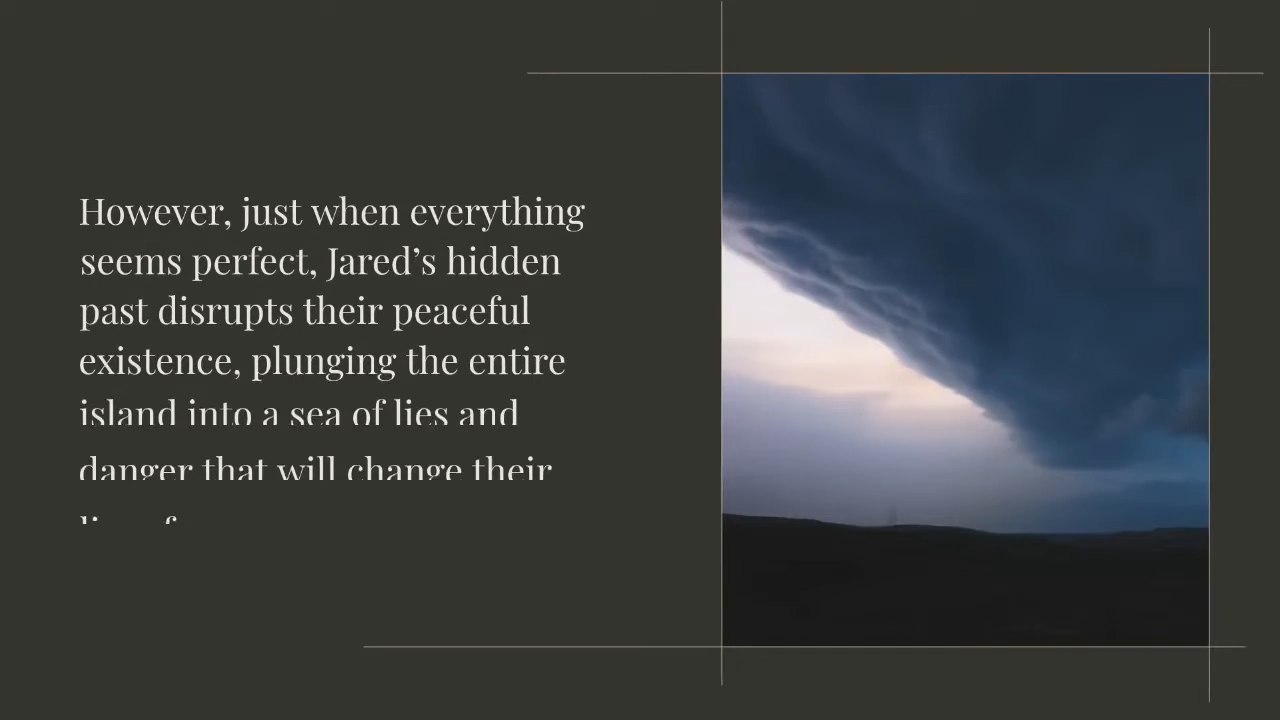 However, just when everything
seems perfect, Jared’s hidden
past disrupts their peaceful
existence, plunging the entire
island into a sea of lies and
danger that will change their